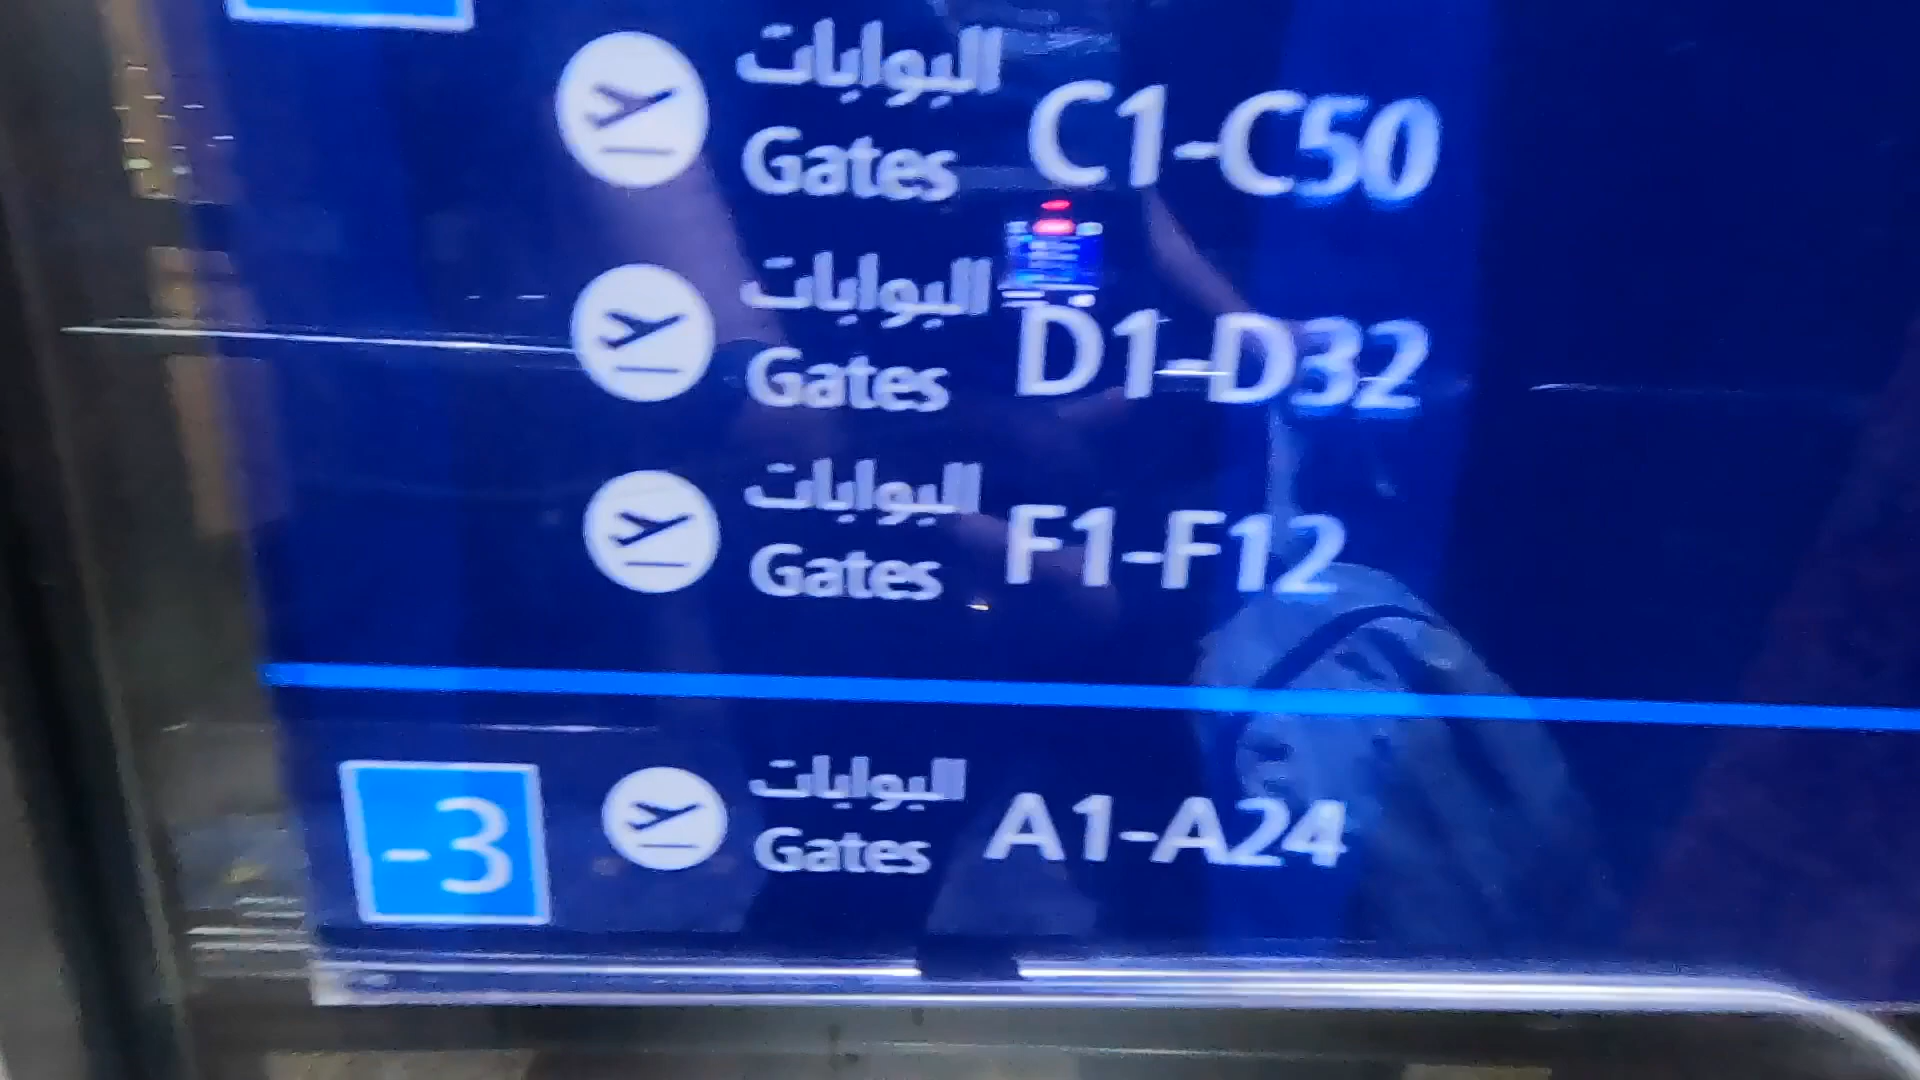 البوابات
Gates C1-C50
البوابات
Gates D1-D32
البوابات
Gates F1-F12
-3
البوابات
Gates A1-A24